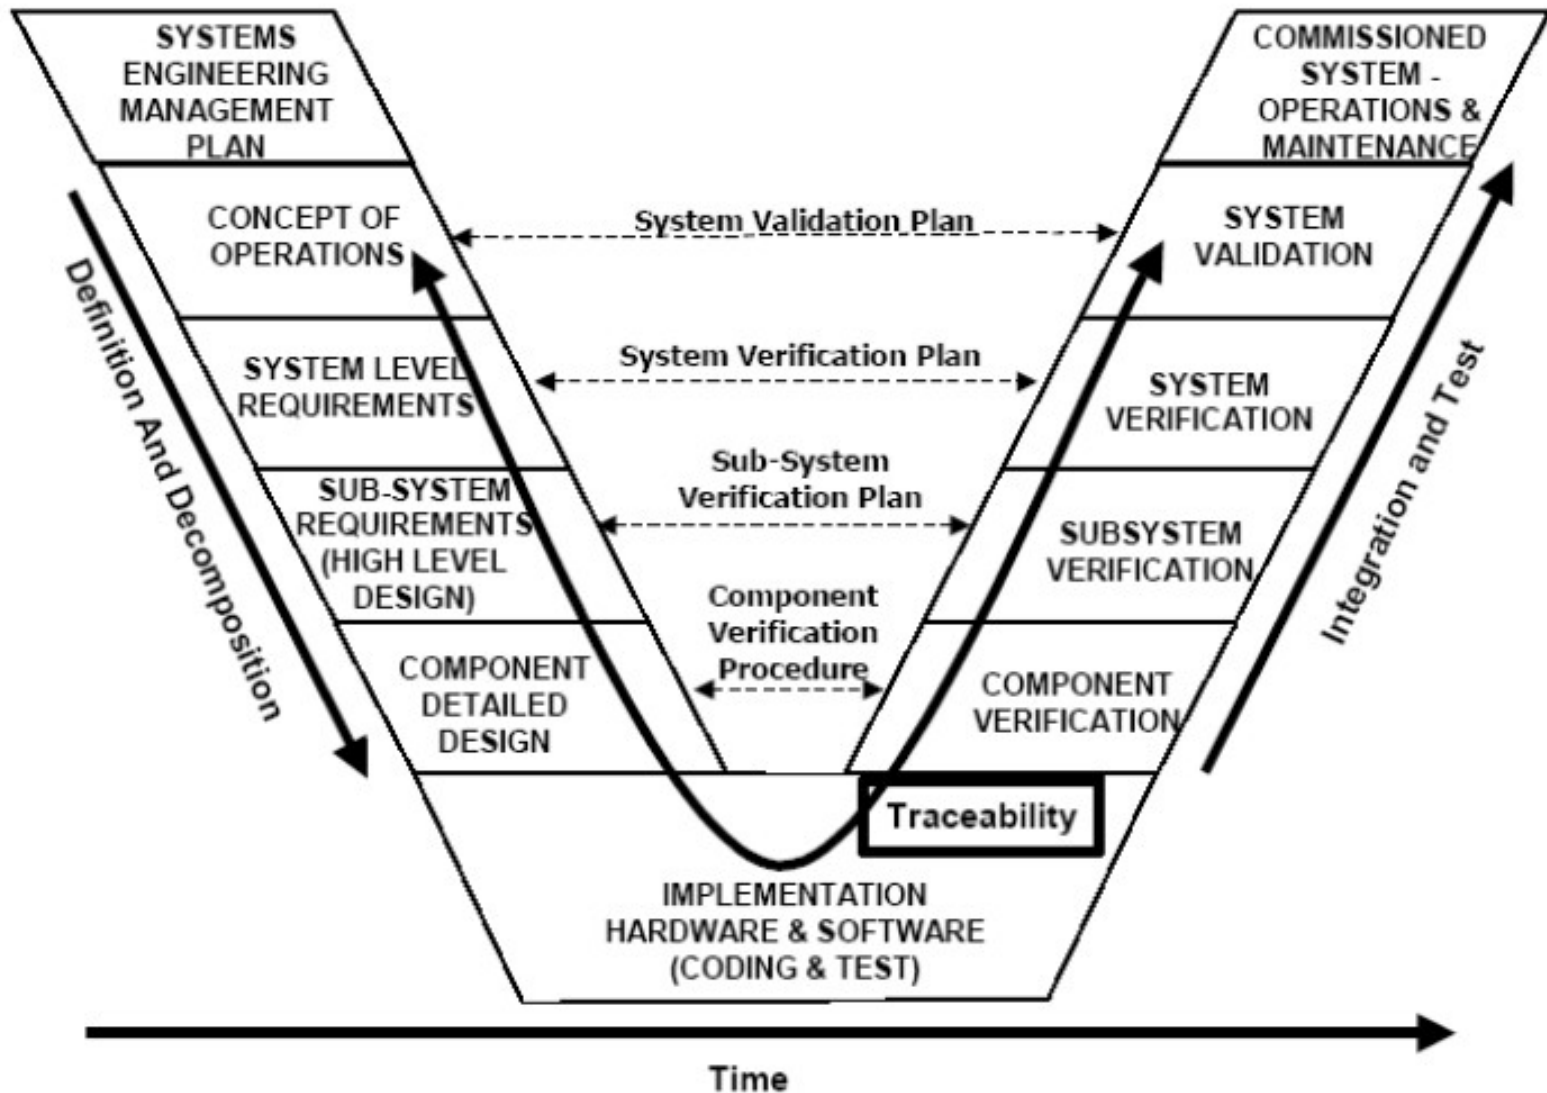 SYSTEMS
ENGINEERING
MANAGEMENT
PLAN
COMMISSIONED
SYSTEM -
OPERATIONS &
MAINTENANCE
CONCEPT OF
OPERATIONS
System Validation Plan
SYSTEM
VALIDATION
Definition And Decomposition
SYSTEM LEVEL
REQUIREMENTS
System Verification Plan
SYSTEM
VERIFICATION
Integration and Test
SUB-SYSTEM
REQUIREMENTS
(HIGH LEVEL
DESIGN)
Sub-System
Verification Plan
SUBSYSTEM
VERIFICATION
COMPONENT
DETAILED
DESIGN
Component
Verification
Procedure
COMPONENT
VERIFICATION
Traceability
IMPLEMENTATION
HARDWARE & SOFTWARE
(CODING & TEST)
Time